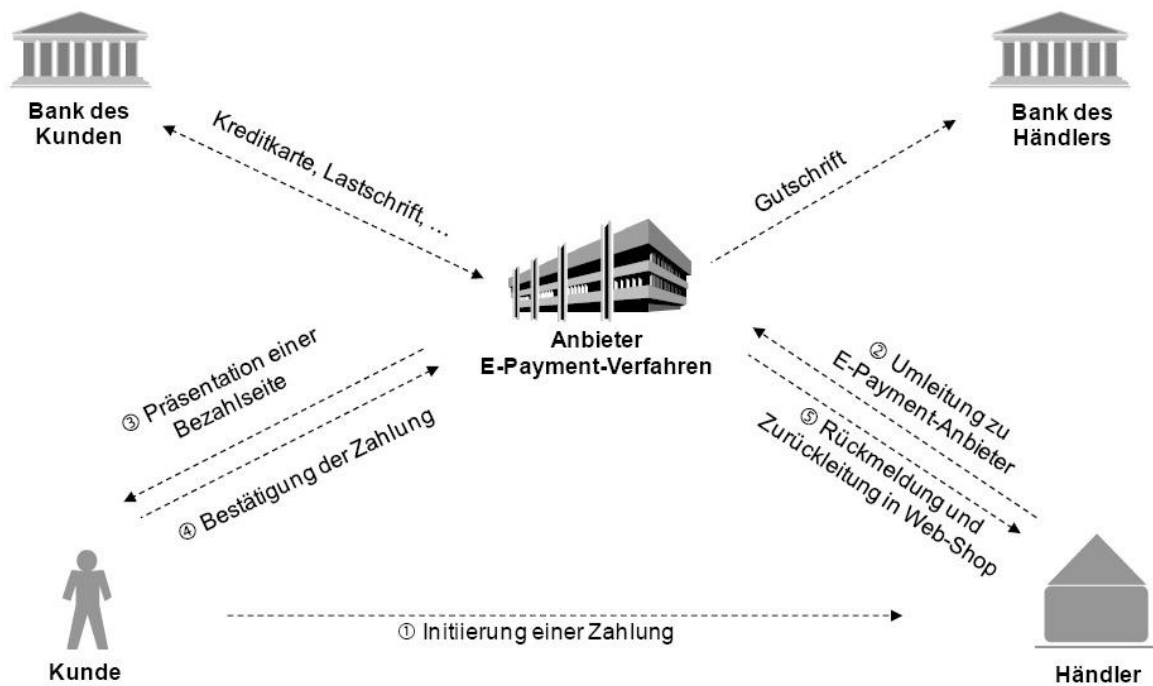 Bank des
Kunden
Bank des
Händlers
Kreditkarte, Lastschrift, ...
Gutschrift
Anbieter
E-Payment-Verfahren
③ Präsentation einer
Bezahlseite
④ Bestätigung der Zahlung
② Umleitung zu
E-Payment-Anbieter
⑤ Rückmeldung und
Zurückleitung in Web-Shop
① Initiierung einer Zahlung
Kunde
Händler